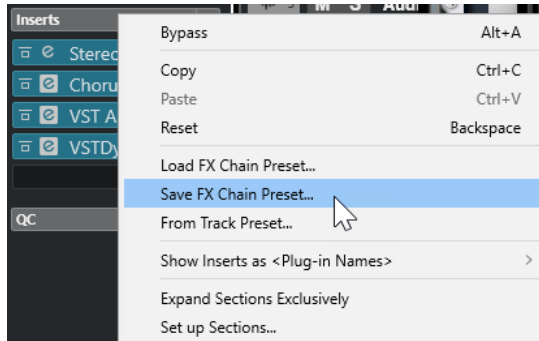 Inserts
M S Audi
Bypass Alt+A
Stereo
Copy Ctrl+C
Choru
Paste Ctrl+V
VST A
Reset Backspace
VSTDy
Load FX Chain Preset...
Save FX Chain Preset...
QC
From Track Preset...
Show Inserts as <Plug-in Names>
Expand Sections Exclusively
Set up Sections...